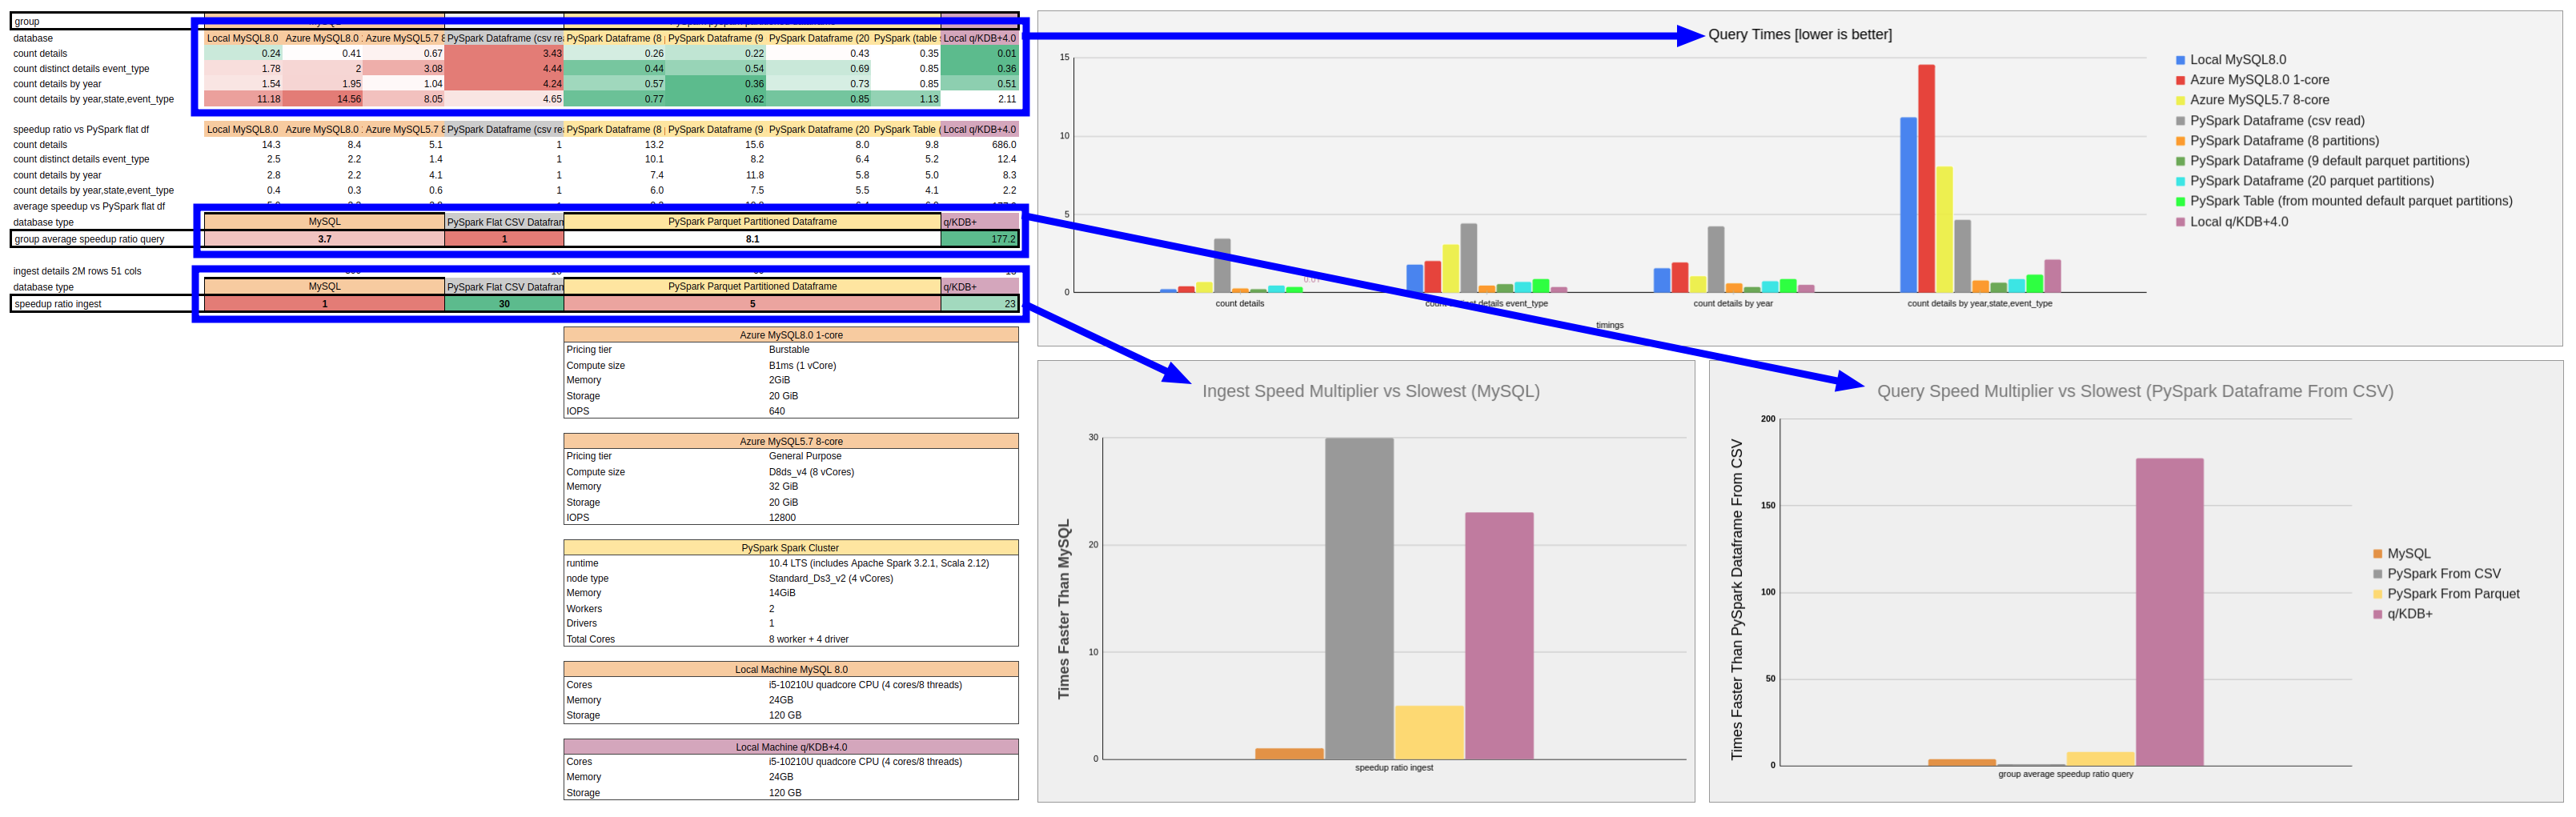 group
database Local MySQL8.0 Azure MySQL8.0 Azure MySQL5.7 8 PySpark Dataframe (csv rea PySpark Dataframe (8 PySpark Dataframe (9 PySpark Dataframe (20 PySpark (table Local q/KDB+4.0
count details 0.24 0.41 0.67 3.43 0.26 0.22 0.43 0.35 0.01
count distinct details event_type 1.78 2 3.08 4.44 0.44 0.54 0.69 0.85 0.36
count details by year 1.54 1.95 1.04 4.24 0.57 0.36 0.73 0.85 0.51
count details by year,state,event_type 11.18 14.56 8.05 4.65 0.77 0.62 0.85 1.13 2.11
speedup ratio vs PySpark flat df Local MySQL8.0 Azure MySQL8.0 Azure MySQL5.7 8 PySpark Dataframe (csv rea PySpark Dataframe (8 PySpark Dataframe (9 PySpark Dataframe (20 PySpark Table ( Local q/KDB+4.0
count details 14.3 8.4 5.1 1 13.2 15.6 8.0 9.8 686.0
count distinct details event_type 2.5 2.2 1.4 1 10.1 8.2 6.4 5.2 12.4
count details by year 2.8 2.2 4.1 1 7.4 11.8 5.8 5.0 8.3
count details by year,state,event_type 0.4 0.3 0.6 1 6.0 7.5 5.5 4.1 2.2
average speedup vs PySpark flat df
database type MySQL PySpark Flat CSV Datafran PySpark Parquet Partitioned Dataframe q/KDB+
group average speedup ratio query 3.7 1 8.1 177.2
ingest details 2M rows 51 cols
database type MySQL PySpark Flat CSV Datafran PySpark Parquet Partitioned Dataframe q/KDB+
speedup ratio ingest 1 30 5 23
Azure MySQL8.0 1-core
Pricing tier Burstable
Compute size B1ms (1 vCore)
Memory 2GiB
Storage 20 GiB
IOPS 640
Azure MySQL5.7 8-core
Pricing tier General Purpose
Compute size D8ds_v4 (8 vCores)
Memory 32 GiB
Storage 20 GiB
IOPS 12800
PySpark Spark Cluster
runtime 10.4 LTS (includes Apache Spark 3.2.1, Scala 2.12)
node type Standard_Ds3_v2 (4 vCores)
Memory 14GiB
Workers 2
Drivers 1
Total Cores 8 worker + 4 driver
Local Machine MySQL 8.0
Cores i5-10210U quadcore CPU (4 cores/8 threads)
Memory 24GB
Storage 120 GB
Local Machine q/KDB+4.0
Cores i5-10210U quadcore CPU (4 cores/8 threads)
Memory 24GB
Storage 120 GB
Query Times [lower is better]
15
10
5
0
count details count distinct details event_type count details by year count details by year,state,event_type
timings
Local MySQL8.0
Azure MySQL8.0 1-core
Azure MySQL5.7 8-core
PySpark Dataframe (csv read)
PySpark Dataframe (8 partitions)
PySpark Dataframe (9 default parquet partitions)
PySpark Dataframe (20 parquet partitions)
PySpark Table (from mounted default parquet partitions)
Local q/KDB+4.0
Ingest Speed Multiplier vs Slowest (MySQL)
Times Faster Than MySQL
30
20
10
0
speedup ratio ingest
Query Speed Multiplier vs Slowest (PySpark Dataframe From CSV)
Times Faster Than PySpark Dataframe From CSV
200
150
100
50
0
group average speedup ratio query
MySQL
PySpark From CSV
PySpark From Parquet
q/KDB+